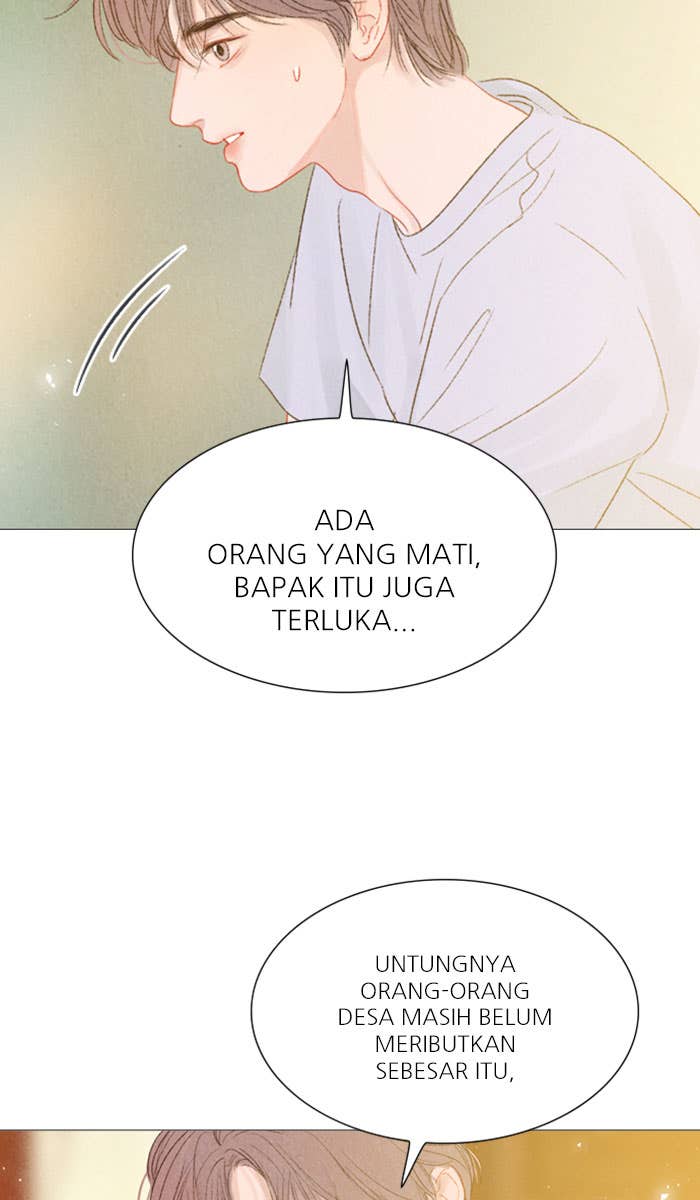 ADA
ORANG YANG MATI,
BAPAK ITU JUGA
TERLUKA...
UNTUNGNYA
ORANG-ORANG
DESA MASIH BELUM
MERIBUTKAN
SEBESAR ITU,